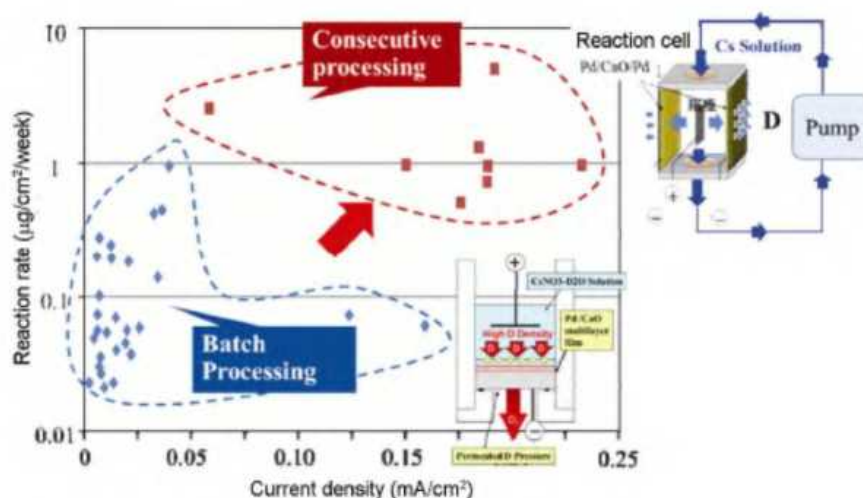 10
1
0.1
0.01
0
0.05
0.10
0.15
0.20
0.25
Reaction rate (µg/cm²/week)
Current density (mA/cm²)
Consecutive
processing
Batch
Processing
Reaction cell
Cs Solution
Pd/CaO/Pd
D
Pump
+
−
−
+
CsNO3-D2O Solution
Pd/CaO
multilayer
film
High D Density
D D D
D₂
−
Permeated D Pressure